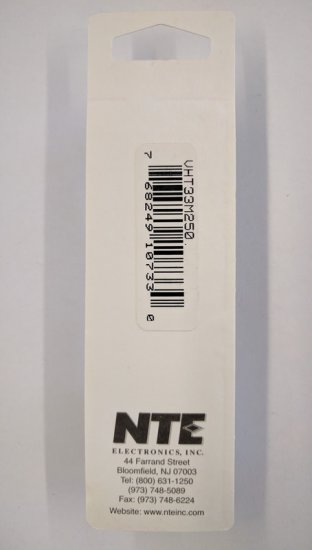 VHT33M250.
7 68249 10733 0
NTE
ELECTRONICS, INC.
44 Farrand Street
Bloomfield, NJ 07003
Tel: (800) 631-1250
(973) 748-5089
Fax: (973) 748-6224
Website: www.nteinc.com